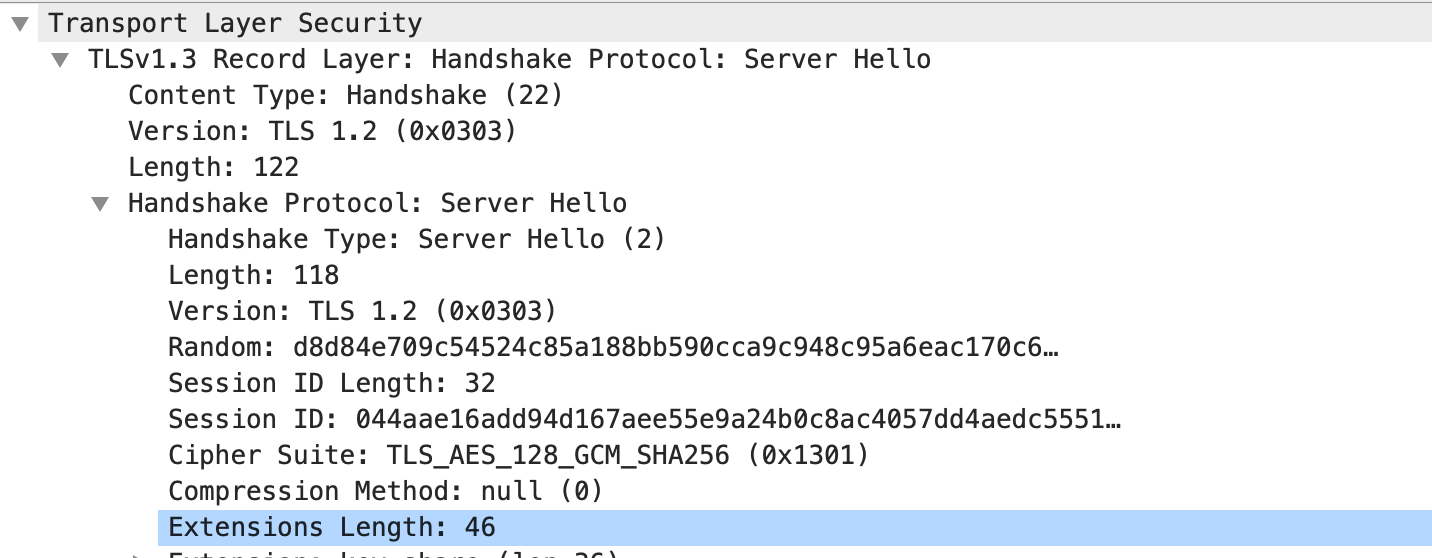 Transport Layer Security
TLSv1.3 Record Layer: Handshake Protocol: Server Hello
Content Type: Handshake (22)
Version: TLS 1.2 (0x0303)
Length: 122
Handshake Protocol: Server Hello
Handshake Type: Server Hello (2)
Length: 118
Version: TLS 1.2 (0x0303)
Random: d8d84e709c54524c85a188bb590cca9c948c95a6eac170c6…
Session ID Length: 32
Session ID: 044aae16add94d167aee55e9a24b0c8ac4057dd4aedc5551…
Cipher Suite: TLS_AES_128_GCM_SHA256 (0x1301)
Compression Method: null (0)
Extensions Length: 46